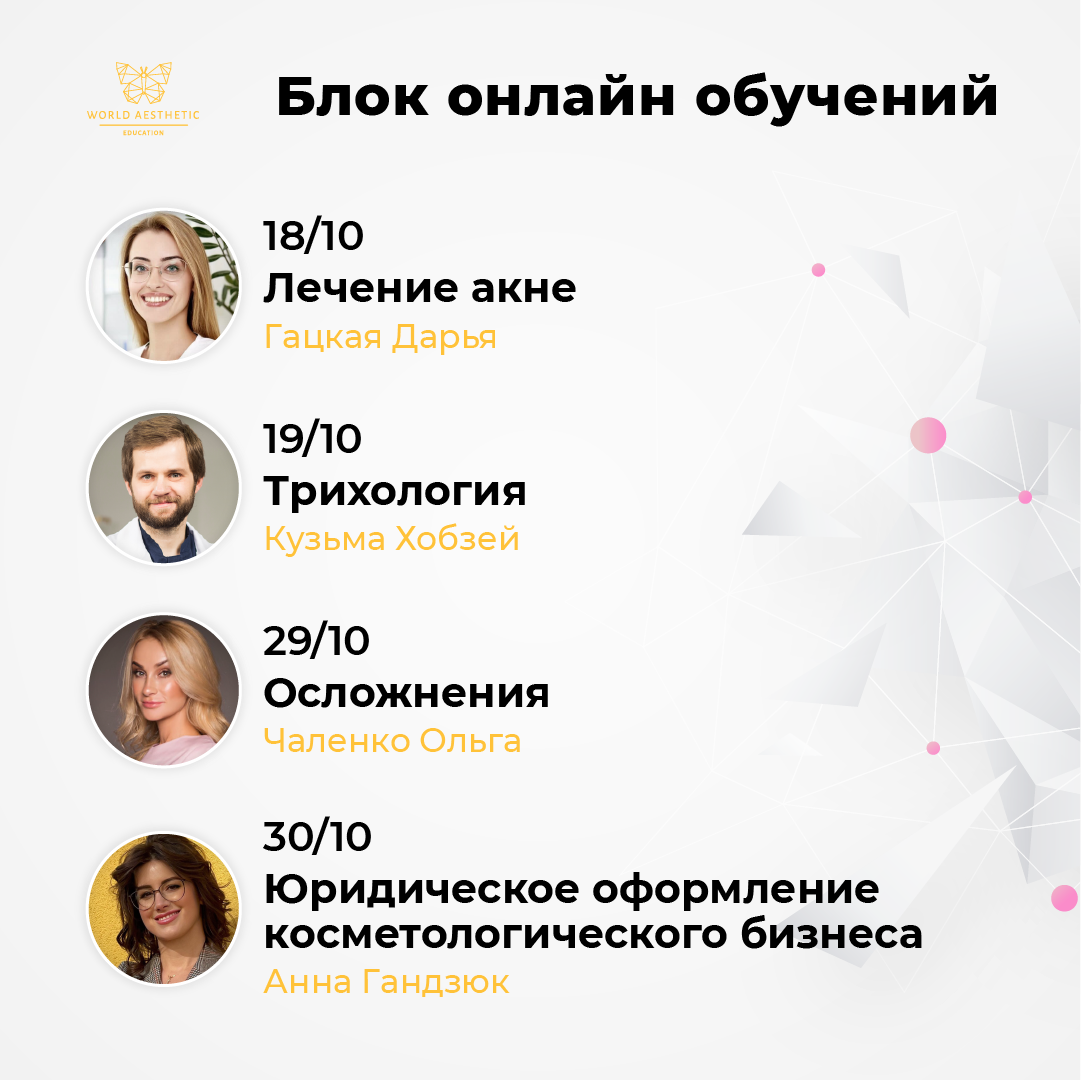 WORLD AESTHETIC
EDUCATION
Блок онлайн обучений
18/10
Лечение акне
Гацкая Дарья
19/10
Трихология
Кузьма Хобзей
29/10
Осложнения
Чаленко Ольга
30/10
Юридическое оформление
косметологического бизнеса
Анна Гандзюк